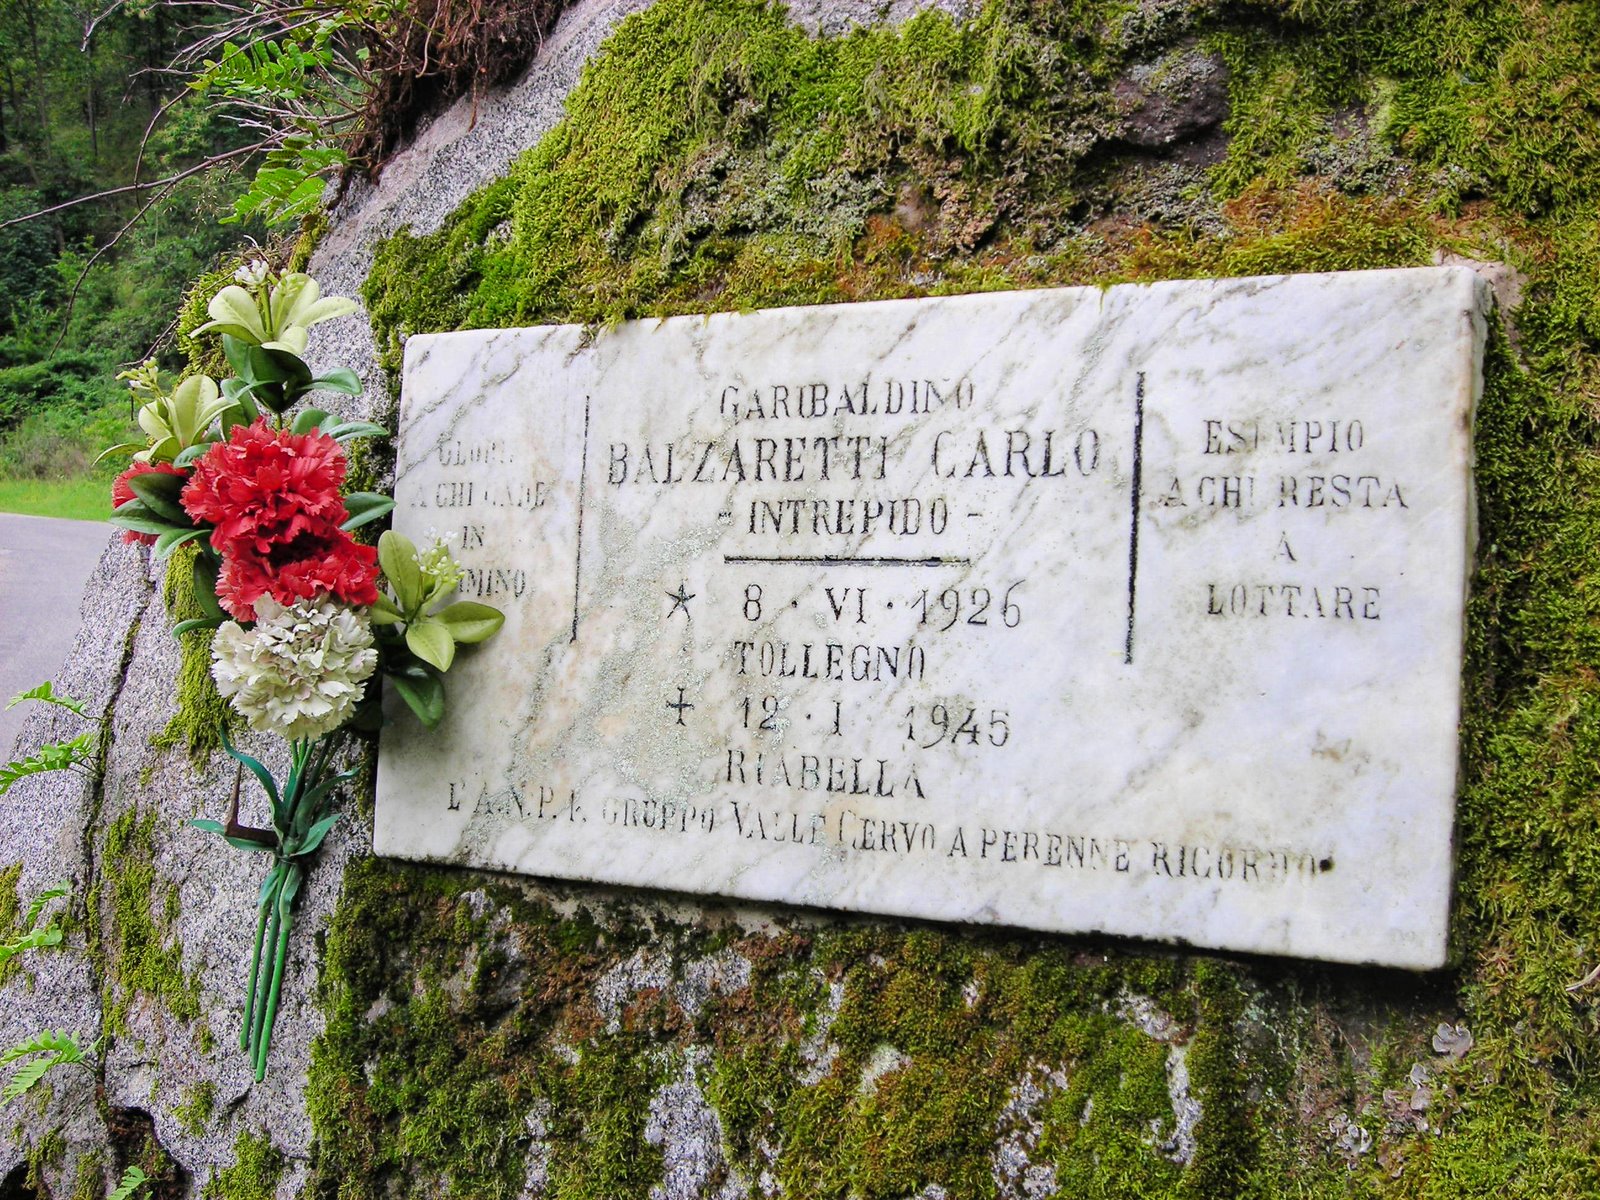 GLORIA
A CHI CADE
IN
GARIBALDINO
BALZARETTI CARLO
- INTREPIDO -
★ 8 · VI · 1926
TOLLEGNO
✝ 12 · I 1945
RIABELLA
ESEMPIO
A CHI RESTA
A
LOTTARE
L'A.N.P.I. GRUPPO VALLE CERVO A PERENNE RICORDO